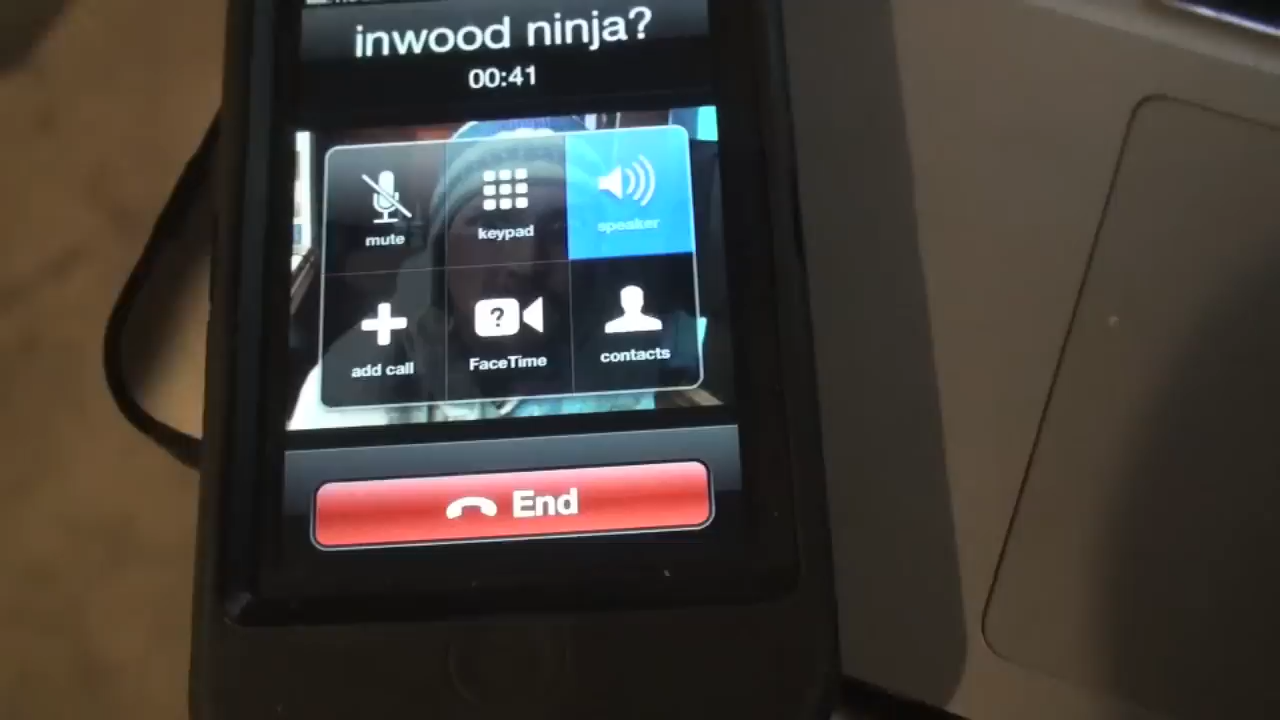 inwood ninja?
00:41
mute
keypad
speaker
add call
FaceTime
contacts
End